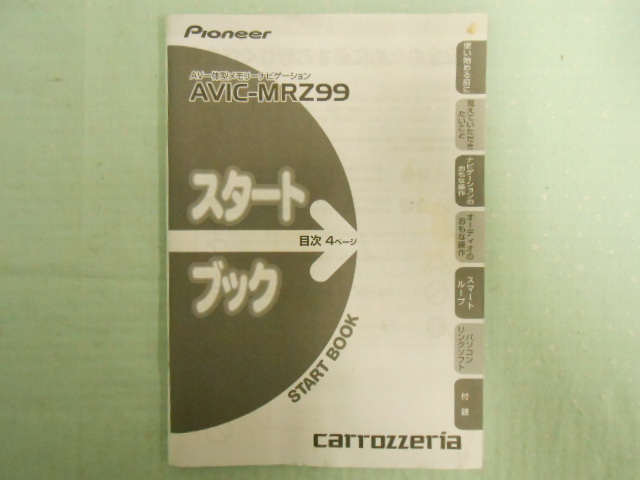 Pioneer
AV一体型メモリーナビゲーション
AVIC-MRZ99
スタート
目次 4ページ
ブック
START BOOK
carrozzeria
使い始める前に
覚えていただき
たいこと
ナビゲーションの
おもな操作
オーディオの
おもな操作
スマート
ループ
パソコン
リンクソフト
付録